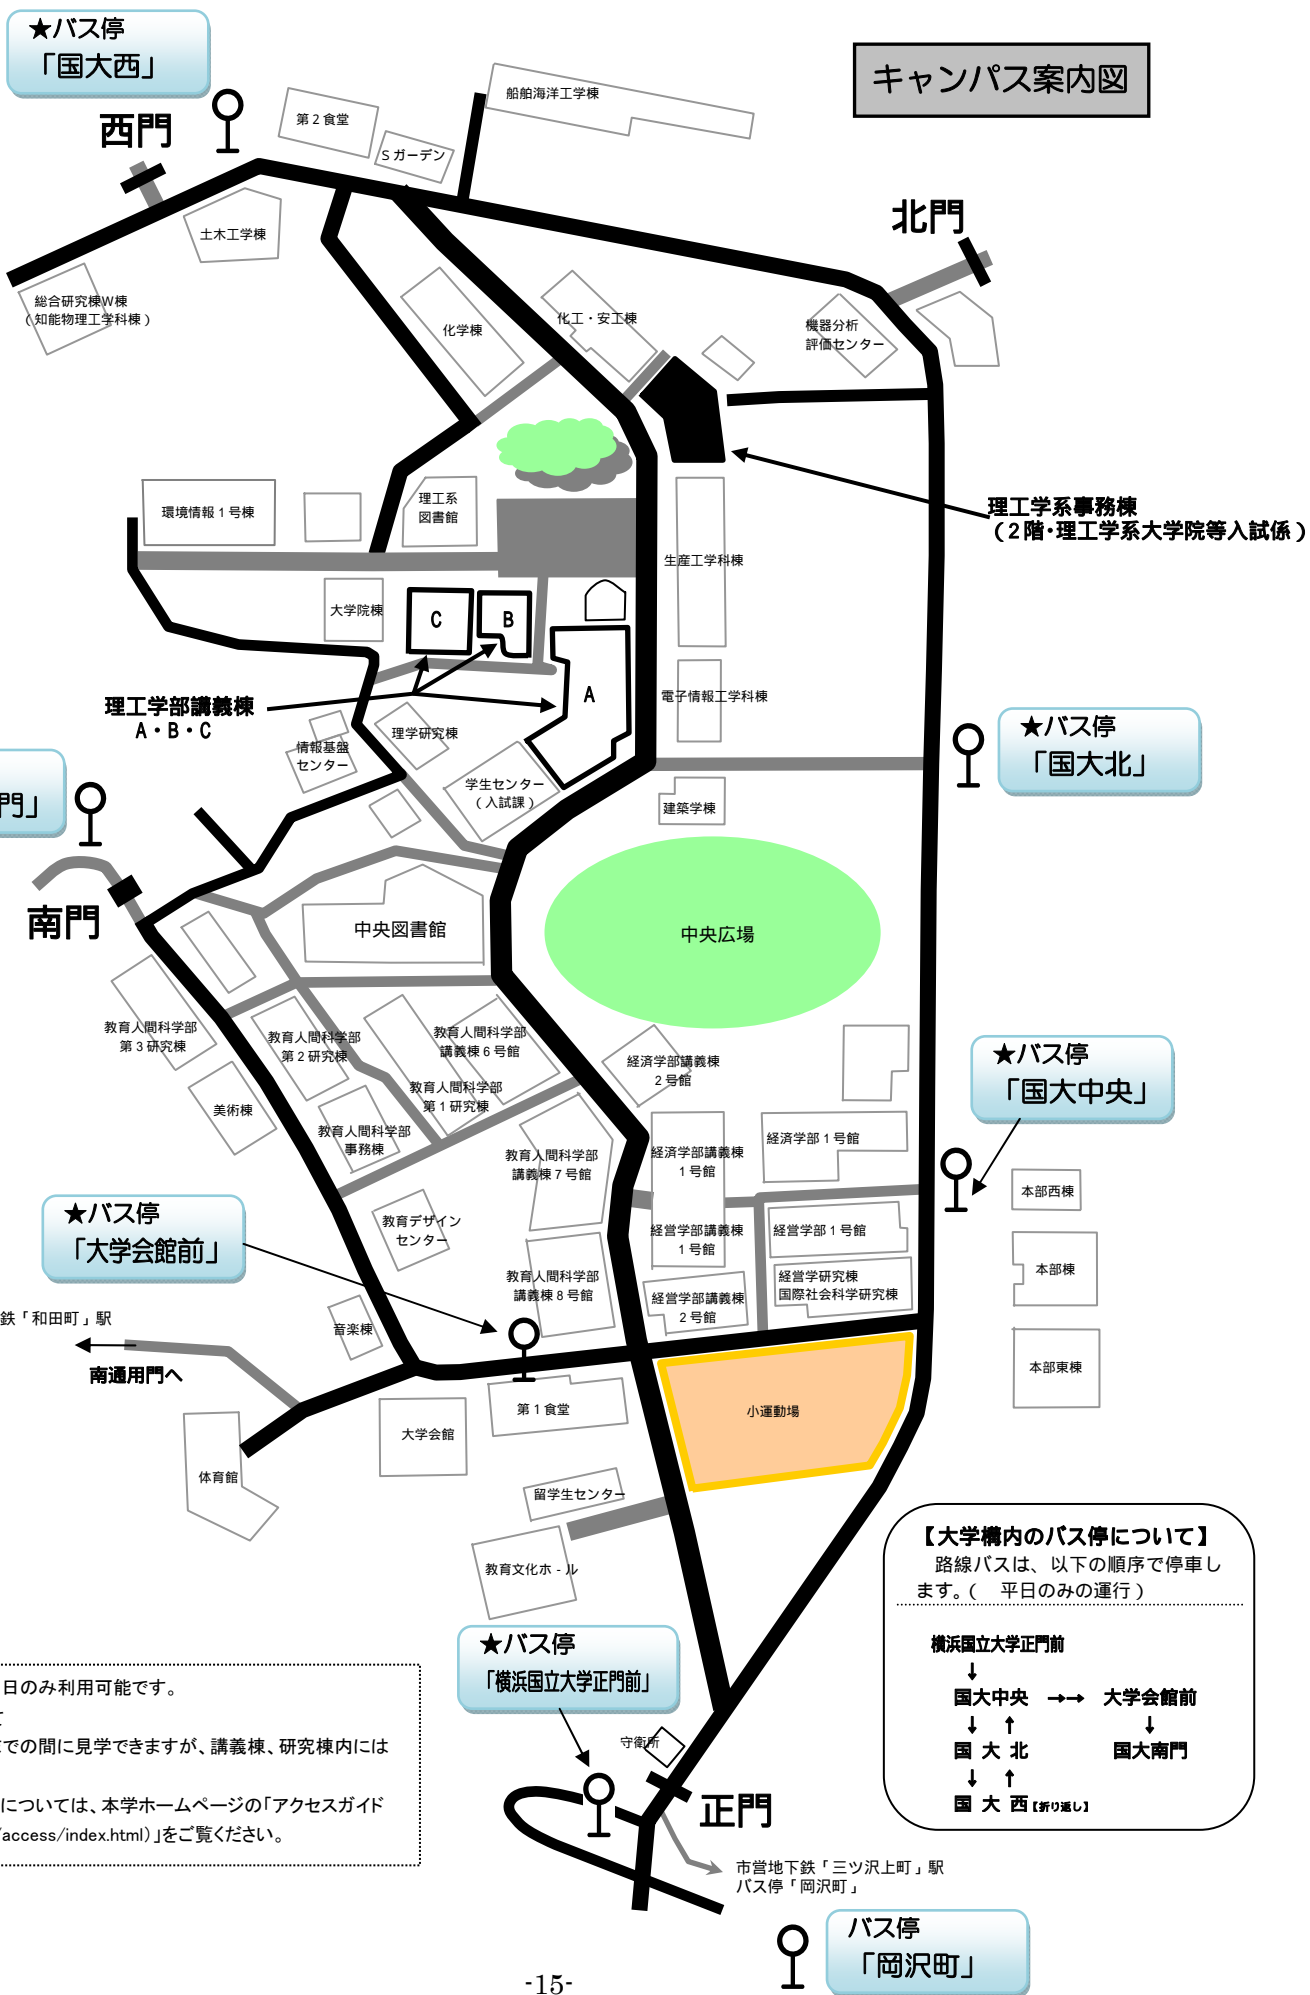 ★バス停
「国大西」
キャンパス案内図
船舶海洋工学棟
第2食堂
西門
Sガーデン
北門
土木工学棟
総合研究棟W棟
(知能物理工学科棟)
化学棟
化工・安工棟
機器分析
評価センター
理工系
図書館
環境情報1号棟
理工学系事務棟
(2階・理工学系大学院等入試係)
生産工学科棟
大学院棟
C
B
A
電子情報工学科棟
理工学部講義棟
A・B・C
理学研究棟
情報基盤
センター
★バス停
「国大北」
学生センター
(入試課)
門」
建築学棟
南門
中央図書館
中央広場
教育人間科学部
第3研究棟
教育人間科学部
第2研究棟
教育人間科学部
講義棟6号館
経済学部講義棟
2号館
★バス停
「国大中央」
教育人間科学部
第1研究棟
美術棟
教育人間科学部
事務棟
経済学部1号館
経済学部講義棟
1号館
教育人間科学部
講義棟7号館
本部西棟
★バス停
「大学会館前」
教育デザイン
センター
経営学部講義棟
1号館
経営学部1号館
本部棟
教育人間科学部
講義棟8号館
経営学研究棟
国際社会科学研究棟
経営学部講義棟
2号館
鉄「和田町」駅
音楽棟
南通用門へ
本部東棟
第1食堂
小運動場
大学会館
体育館
留学生センター
教育文化ホ-ル
【大学構内のバス停について】
路線バスは、以下の順序で停車し
ます。( 平日のみの運行)
横浜国立大学正門前
↓
国大中央 →→ 大学会館前
↓ ↑ ↓
国大北 国大南門
↓ ↑
国大西【折り返し】
★バス停
「横浜国立大学正門前」
日のみ利用可能です。
での間に見学できますが、講義棟、研究棟内には
については、本学ホームページの「アクセスガイド
/access/index.html)」をご覧ください。
守衛所
正門
市営地下鉄「三ツ沢上町」駅
バス停「岡沢町」
バス停
「岡沢町」
-15-